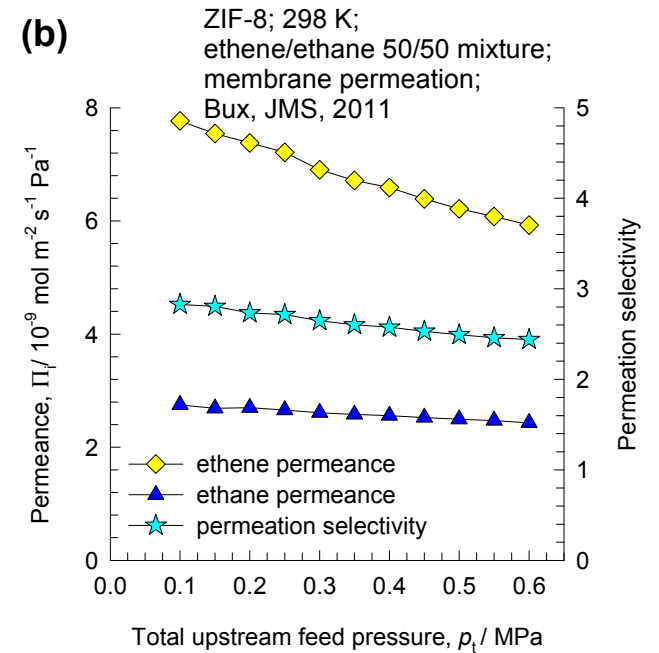 (b)
ZIF-8; 298 K;
ethene/ethane 50/50 mixture;
membrane permeation;
Bux, JMS, 2011
8
6
4
2
0
Permeance, Πi/ 10-9 mol m-2 s-1 Pa-1
5
4
3
2
1
0
Permeation selectivity
ethene permeance
ethane permeance
permeation selectivity
0.0 0.1 0.2 0.3 0.4 0.5 0.6
Total upstream feed pressure, pt / MPa